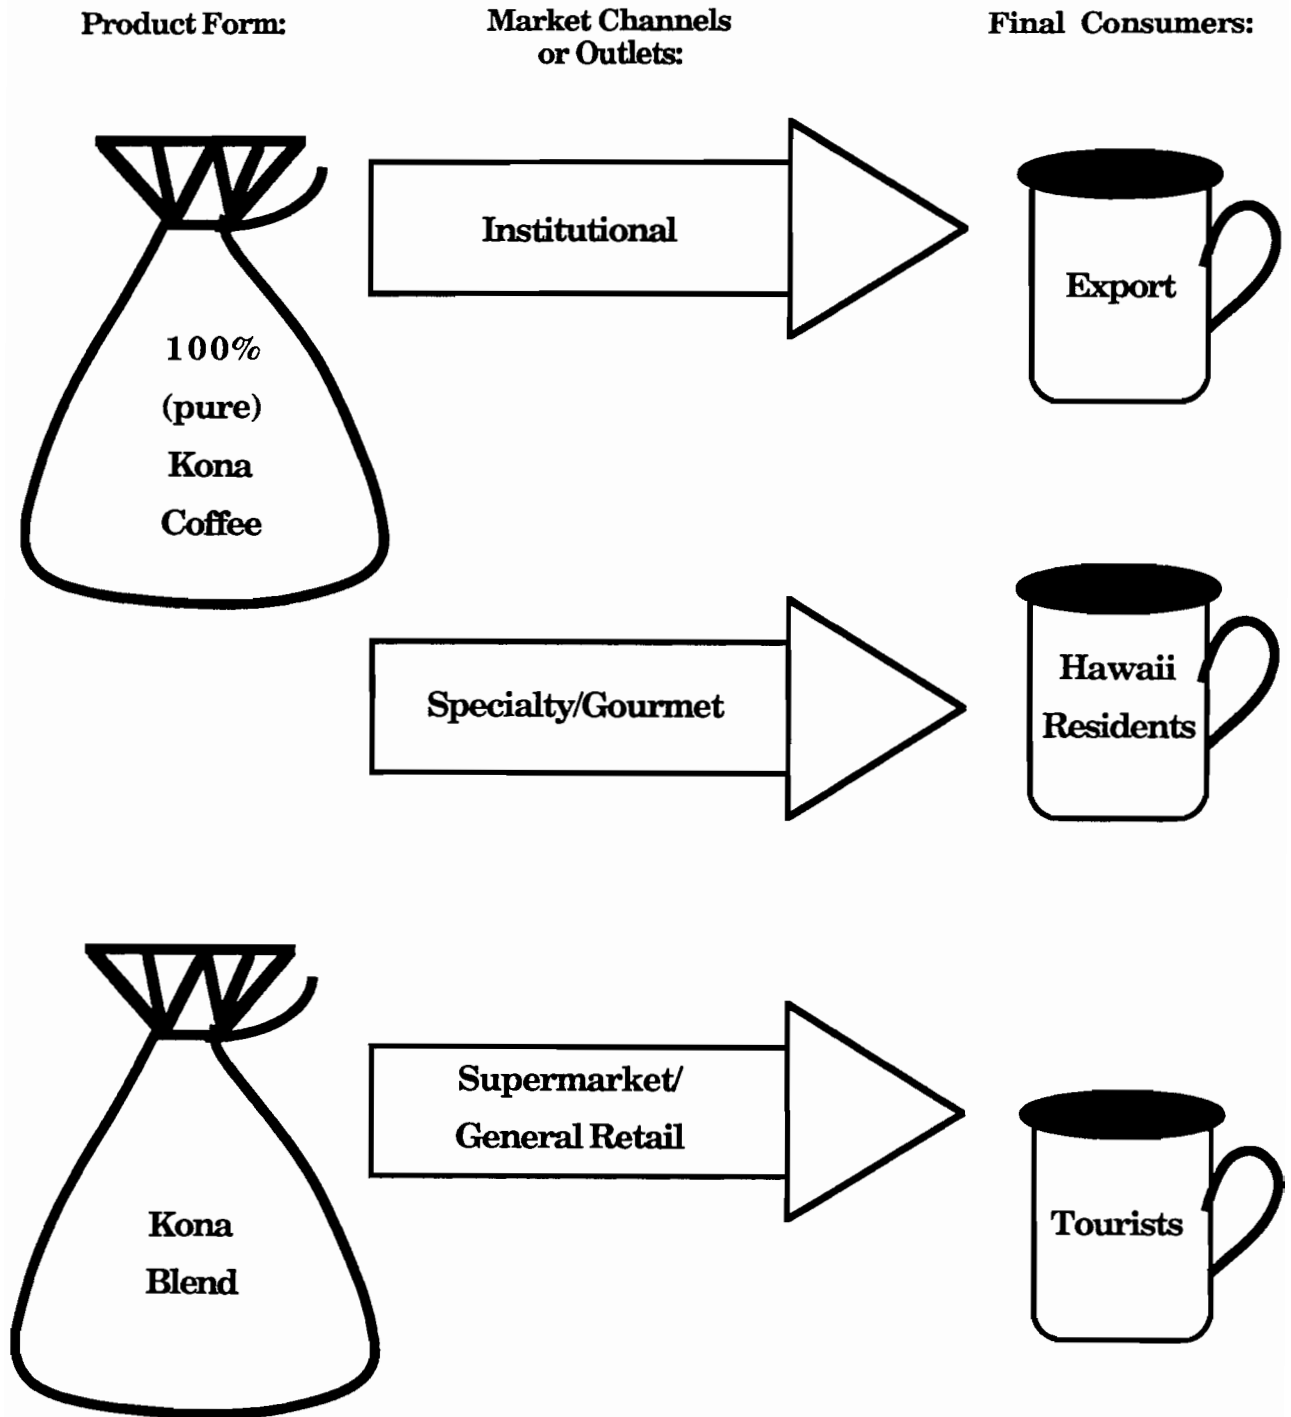 Product Form:
Market Channels
or Outlets:
Final Consumers:
Institutional
Export
100%
(pure)
Kona
Coffee
Specialty/Gourmet
Hawaii
Residents
Supermarket/
General Retail
Kona
Blend
Tourists